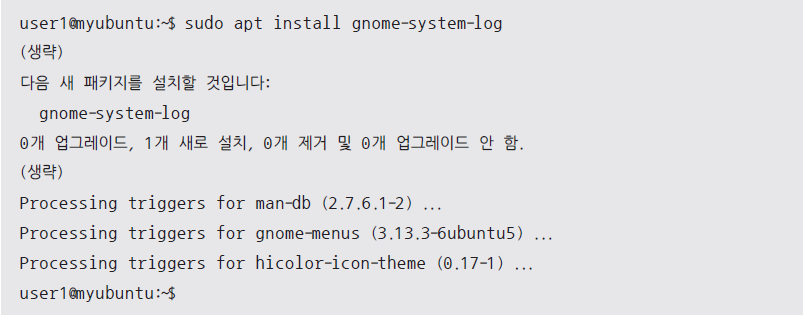 user1@myubuntu:~$ sudo apt install gnome-system-log
(생략)
다음 새 패키지를 설치할 것입니다:
  gnome-system-log
0개 업그레이드, 1개 새로 설치, 0개 제거 및 0개 업그레이드 안 함.
(생략)
Processing triggers for man-db (2.7.6.1-2) ...
Processing triggers for gnome-menus (3.13.3-6ubuntu5) ...
Processing triggers for hicolor-icon-theme (0.17-1) ...
user1@myubuntu:~$